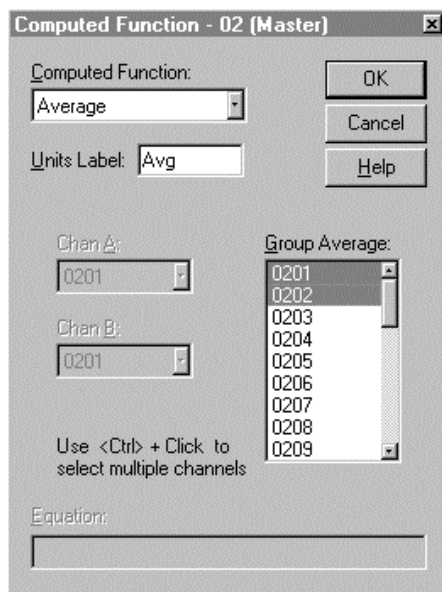 Computed Function - 02 (Master)
Computed Function:
Average
OK
Cancel
Help
Units Label: Avg
Chan A:
0201
Chan B:
0201
Group Average:
0201
0202
0203
0204
0205
0206
0207
0208
0209
Use <Ctrl> + Click to
select multiple channels
Equation: